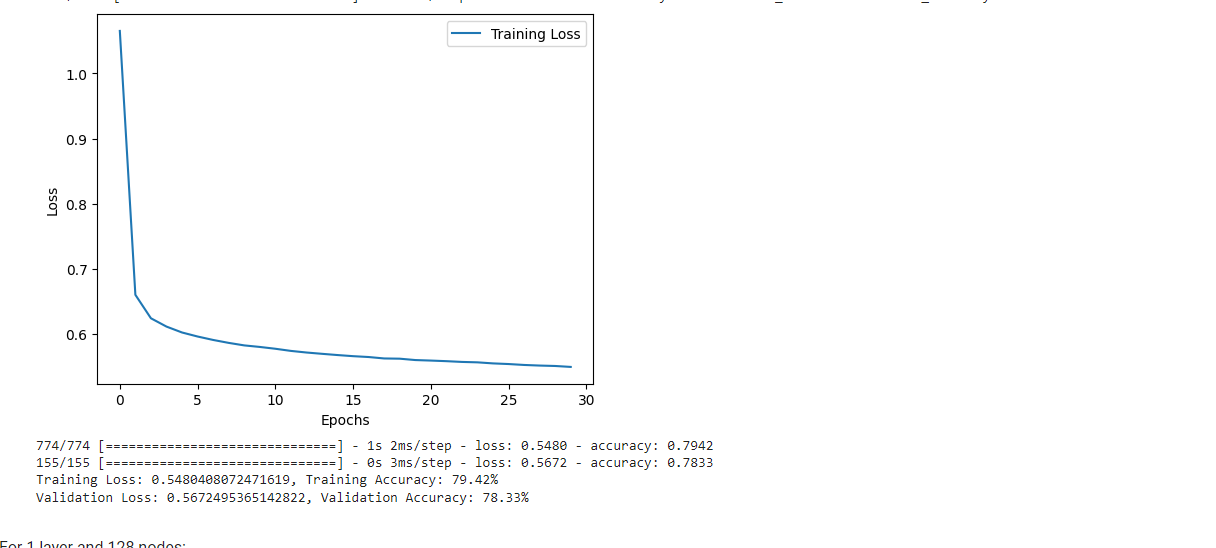 Training Loss
1.0
0.9
0.8
0.7
0.6
Loss
0 5 10 15 20 25 30
Epochs
774/774 [==============================] - 1s 2ms/step - loss: 0.5480 - accuracy: 0.7942
155/155 [==============================] - 0s 3ms/step - loss: 0.5672 - accuracy: 0.7833
Training Loss: 0.5480408072471619, Training Accuracy: 79.42%
Validation Loss: 0.5672495365142822, Validation Accuracy: 78.33%
For 1 layer and 128 nodes: